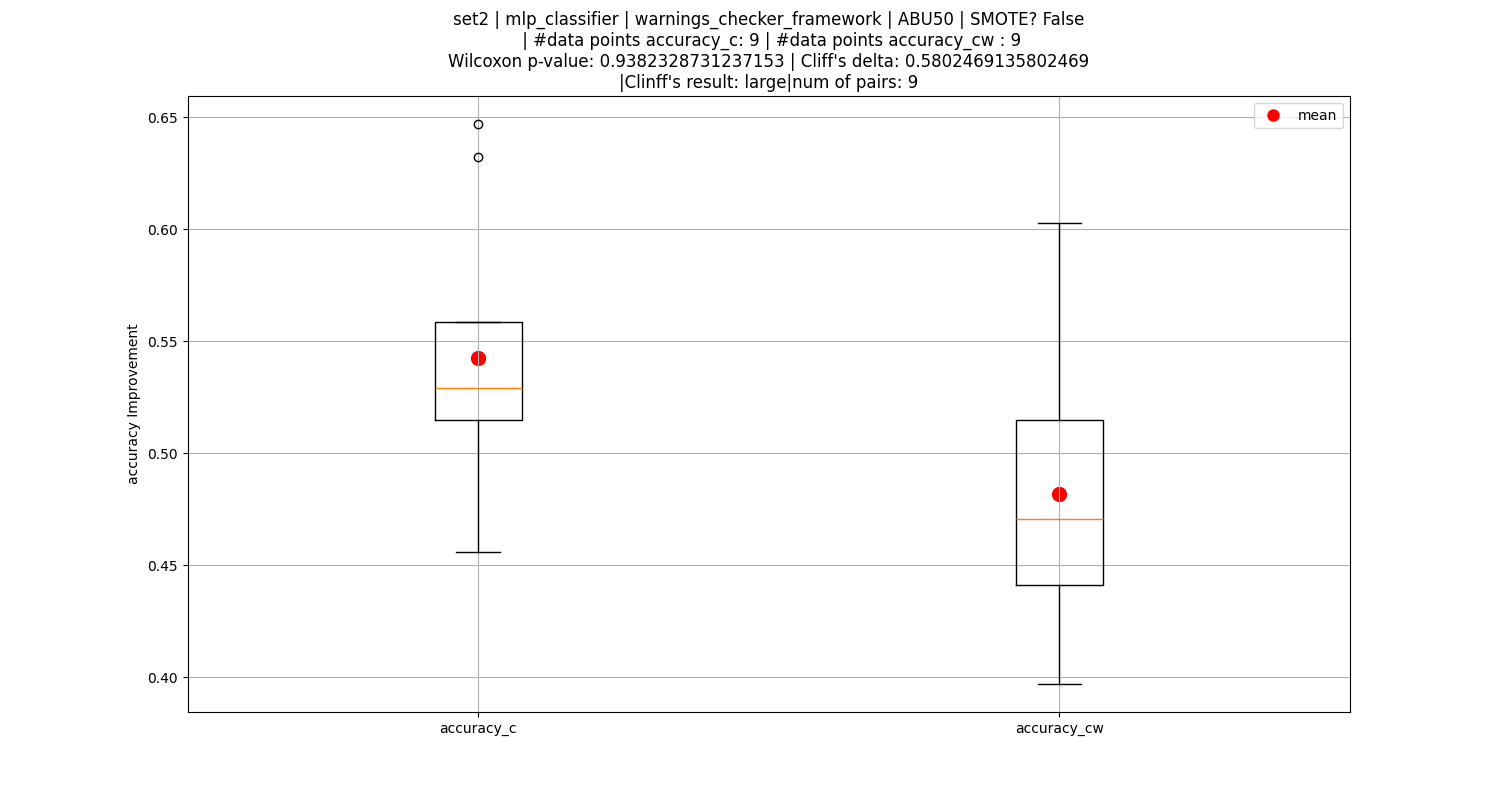 set2 | mlp_classifier | warnings_checker_framework | ABU50 | SMOTE? False
| #data points accuracy_c: 9 | #data points accuracy_cw : 9
Wilcoxon p-value: 0.9382328731237153 | Cliff's delta: 0.5802469135802469
|Clinff's result: large|num of pairs: 9
mean
0.65
0.60
0.55
0.50
0.45
0.40
accuracy Improvement
accuracy_c
accuracy_cw